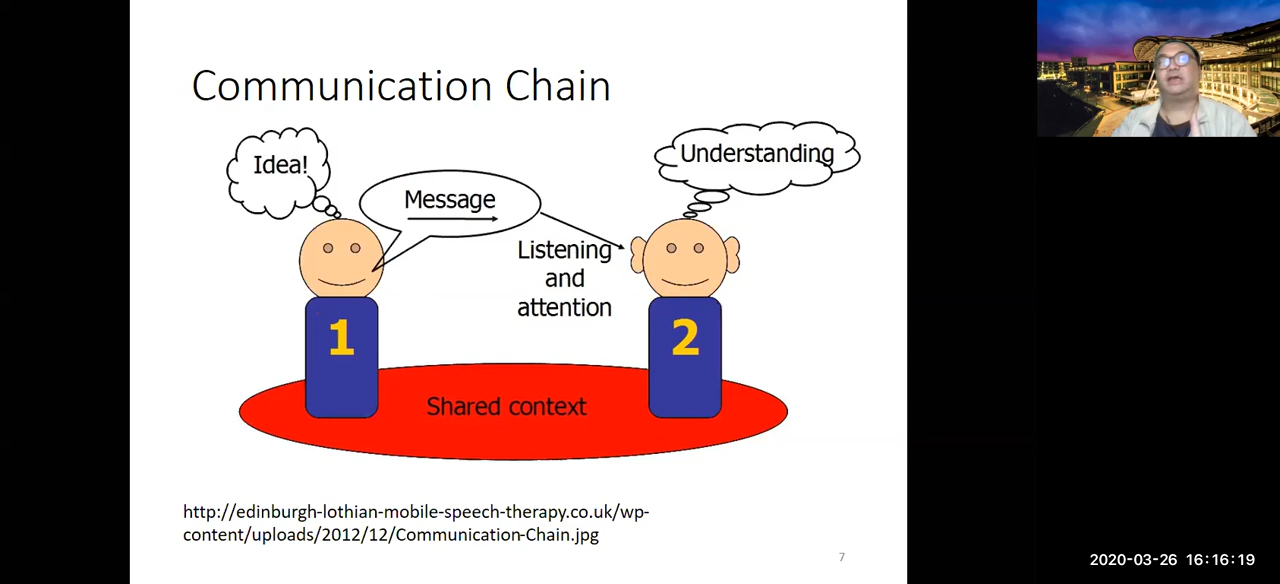 Communication Chain
Idea!
Message
Understanding
Listening
and
attention
1
2
Shared context
http://edinburgh-lothian-mobile-speech-therapy.co.uk/wp-
content/uploads/2012/12/Communication-Chain.jpg
7
2020-03-26 16:16:19